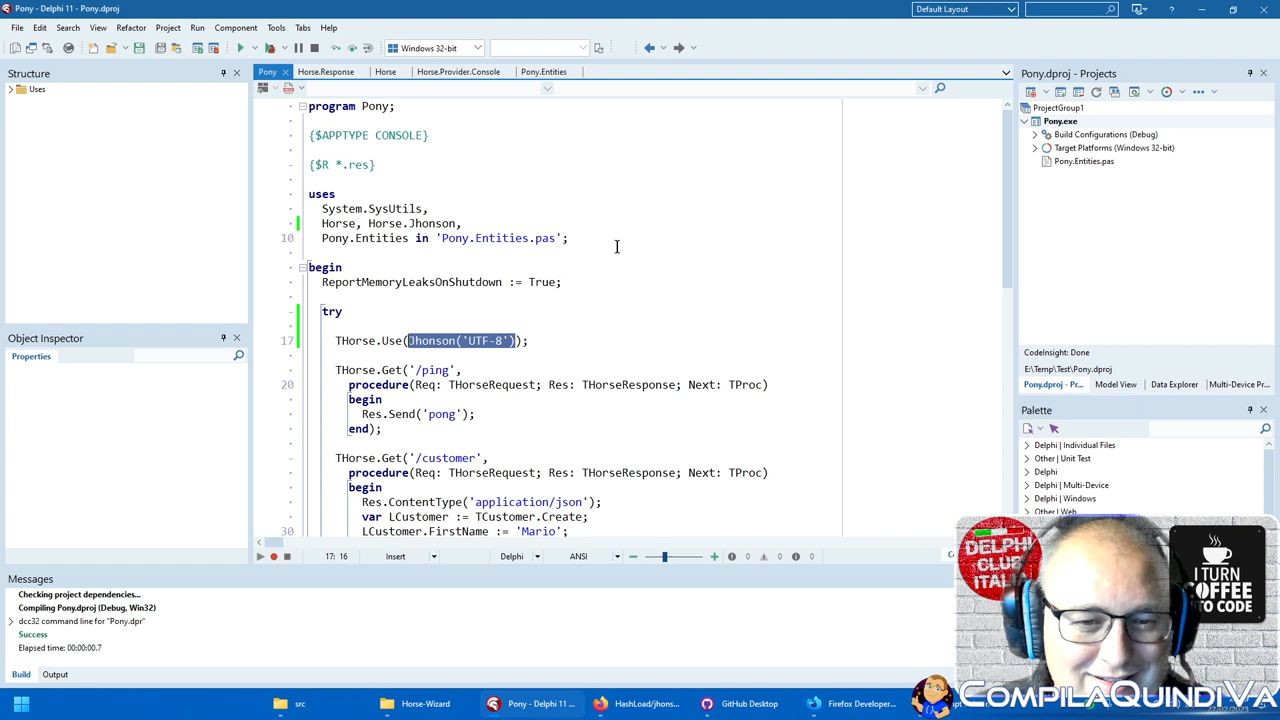 Pony - Delphi 11 - Pony.dproj
Default Layout
File Edit Search View Refactor Project Run Component Tools Tabs Help
Windows 32-bit
Structure
Uses
Object Inspector
Properties
Pony Horse.Response Horse Horse.Provider.Console Pony.Entities
program Pony;
{$APPTYPE CONSOLE}
{$R *.res}
uses
System.SysUtils,
Horse, Horse.Jhonson,
10 Pony.Entities in 'Pony.Entities.pas';
begin
ReportMemoryLeaksOnShutdown := True;
try
17 THorse.Use(Jhonson('UTF-8'));
THorse.Get('/ping',
20 procedure(Req: THorseRequest; Res: THorseResponse; Next: TProc)
begin
Res.Send('pong');
end);
THorse.Get('/customer',
procedure(Req: THorseRequest; Res: THorseResponse; Next: TProc)
begin
Res.ContentType('application/json');
var LCustomer := TCustomer.Create;
30 LCustomer.FirstName := 'Mario';
17: 16 Insert Delphi ANSI 0 0 0
Pony.dproj - Projects
ProjectGroup1
Pony.exe
Build Configurations (Debug)
Target Platforms (Windows 32-bit)
Pony.Entities.pas
CodeInsight: Done
E:\Temp\Test\Pony.dproj
Pony.dproj - Pr... Model View Data Explorer Multi-Device Pr...
Palette
Delphi | Individual Files
Other | Unit Test
Delphi
Delphi | Multi-Device
Delphi | Windows
Other | Web
Messages
Checking project dependencies...
Compiling Pony.dproj (Debug, Win32)
dcc32 command line for "Pony.dpr"
Success
Elapsed time: 00:00:00.7
Build Output
DELPHI
CLUB
ITALI
I TURN
COFFEE
TO CODE
src Horse-Wizard Pony - Delphi 11 ... HashLoad/jhons... GitHub Desktop Firefox Developer...
COMPILAQUINDIVA